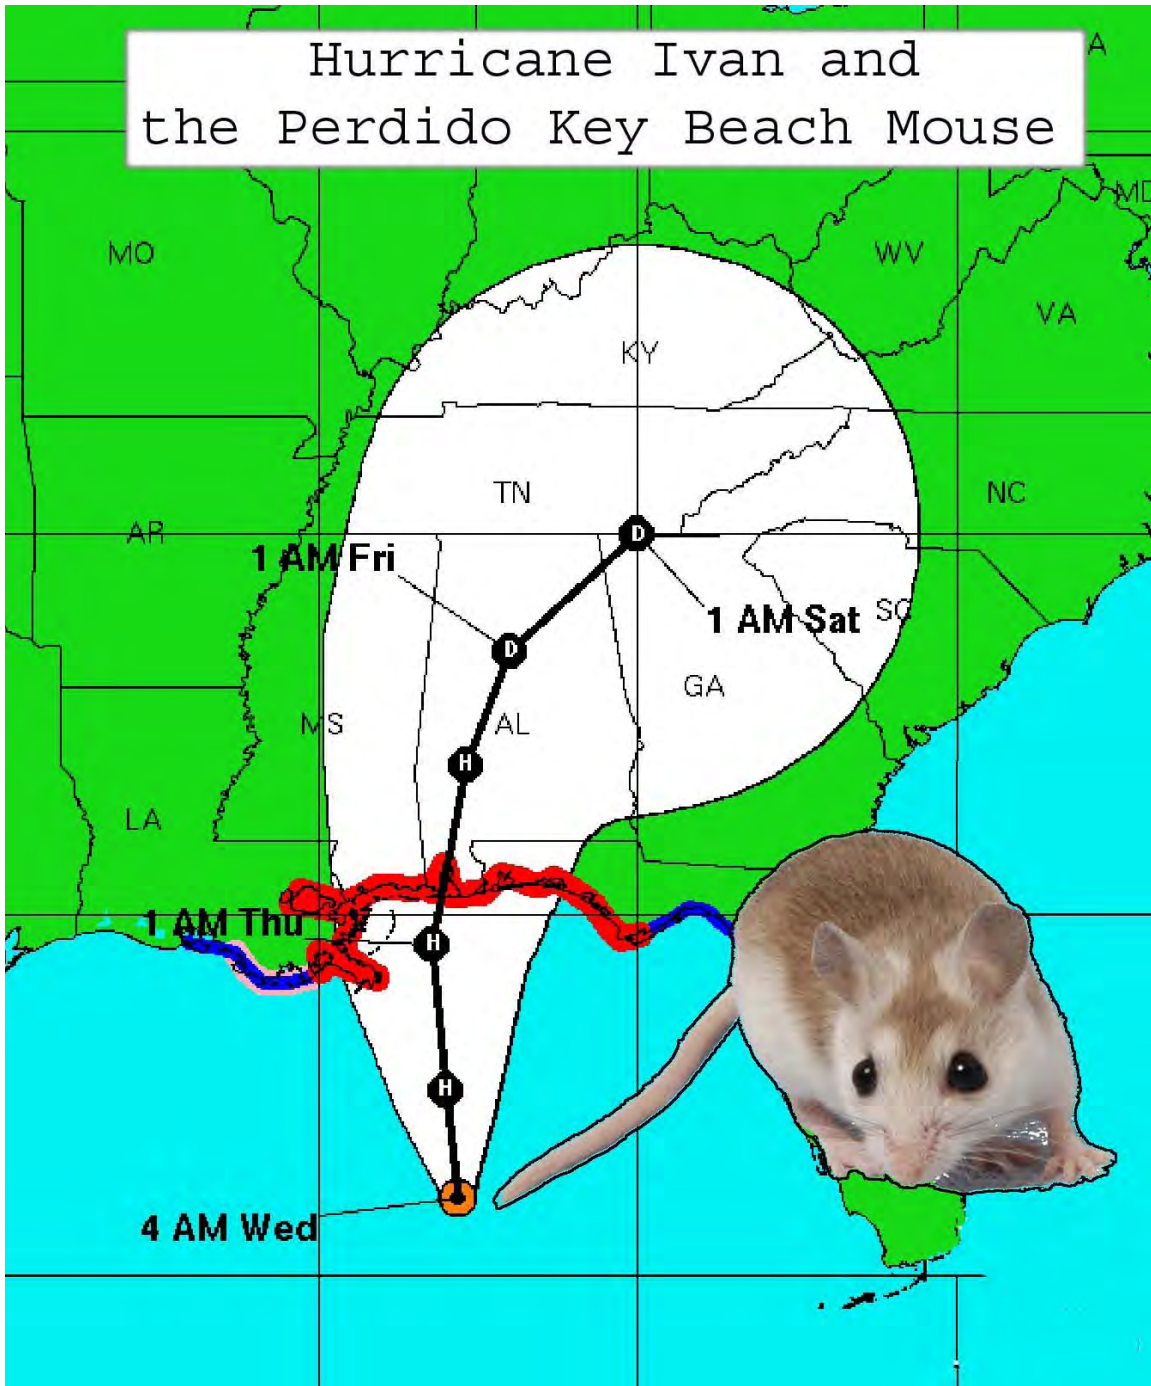 Hurricane Ivan and
the Perdido Key Beach Mouse
A
MD
MO
WV
VA
KY
TN
NC
AR
D
1 AM Fri
SC
1 AM Sat
D
GA
MS
AL
H
LA
1 AM Thu
H
H
4 AM Wed